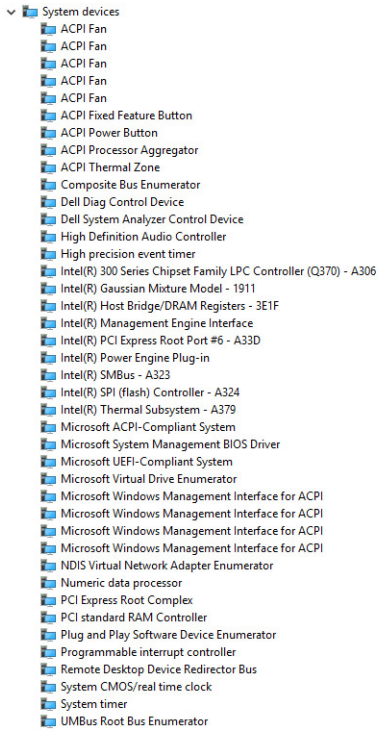 System devices
ACPI Fan
ACPI Fan
ACPI Fan
ACPI Fan
ACPI Fan
ACPI Fixed Feature Button
ACPI Power Button
ACPI Processor Aggregator
ACPI Thermal Zone
Composite Bus Enumerator
Dell Diag Control Device
Dell System Analyzer Control Device
High Definition Audio Controller
High precision event timer
Intel(R) 300 Series Chipset Family LPC Controller (Q370) - A306
Intel(R) Gaussian Mixture Model - 1911
Intel(R) Host Bridge/DRAM Registers - 3E1F
Intel(R) Management Engine Interface
Intel(R) PCI Express Root Port #6 - A33D
Intel(R) Power Engine Plug-in
Intel(R) SMBus - A323
Intel(R) SPI (flash) Controller - A324
Intel(R) Thermal Subsystem - A379
Microsoft ACPI-Compliant System
Microsoft System Management BIOS Driver
Microsoft UEFI-Compliant System
Microsoft Virtual Drive Enumerator
Microsoft Windows Management Interface for ACPI
Microsoft Windows Management Interface for ACPI
Microsoft Windows Management Interface for ACPI
Microsoft Windows Management Interface for ACPI
NDIS Virtual Network Adapter Enumerator
Numeric data processor
PCI Express Root Complex
PCI standard RAM Controller
Plug and Play Software Device Enumerator
Programmable interrupt controller
Remote Desktop Device Redirector Bus
System CMOS/real time clock
System timer
UMBus Root Bus Enumerator